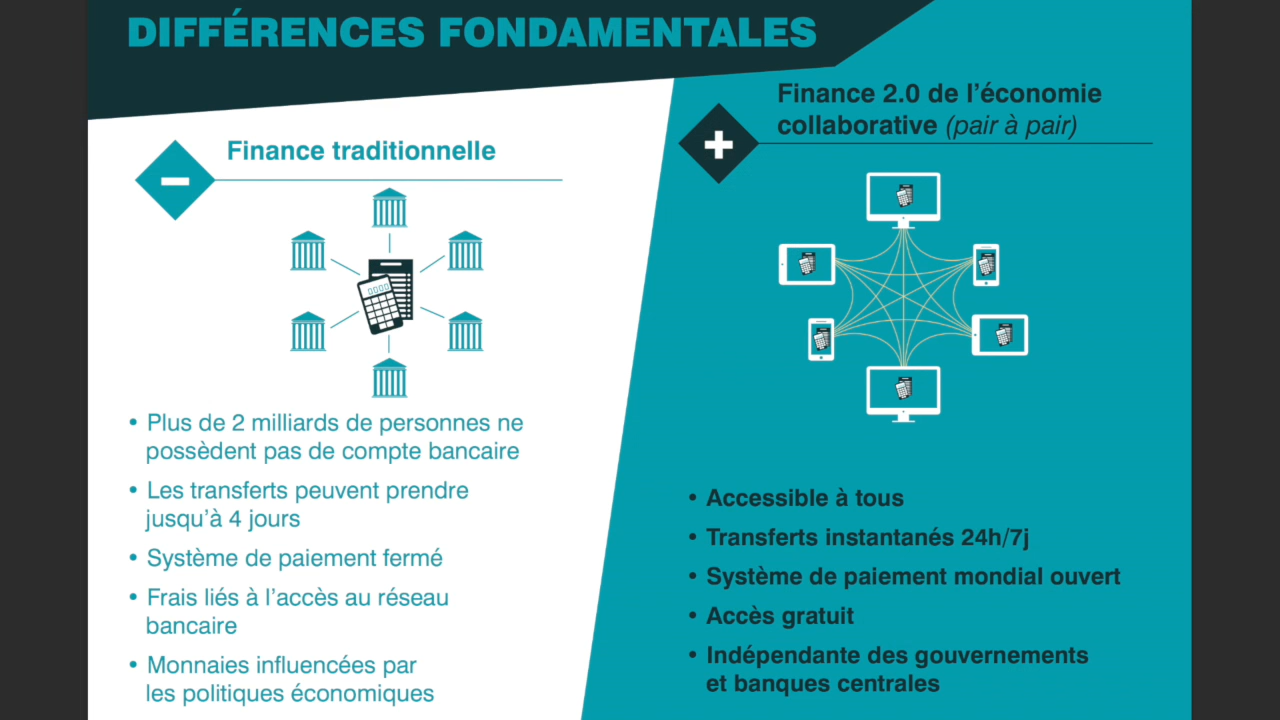 DIFFÉRENCES FONDAMENTALES
Finance traditionnelle
• Plus de 2 milliards de personnes ne
possèdent pas de compte bancaire
• Les transferts peuvent prendre
jusqu’à 4 jours
• Système de paiement fermé
• Frais liés à l’accès au réseau
bancaire
• Monnaies influencées par
les politiques économiques
Finance 2.0 de l’économie
collaborative (pair à pair)
• Accessible à tous
• Transferts instantanés 24h/7j
• Système de paiement mondial ouvert
• Accès gratuit
• Indépendante des gouvernements
et banques centrales